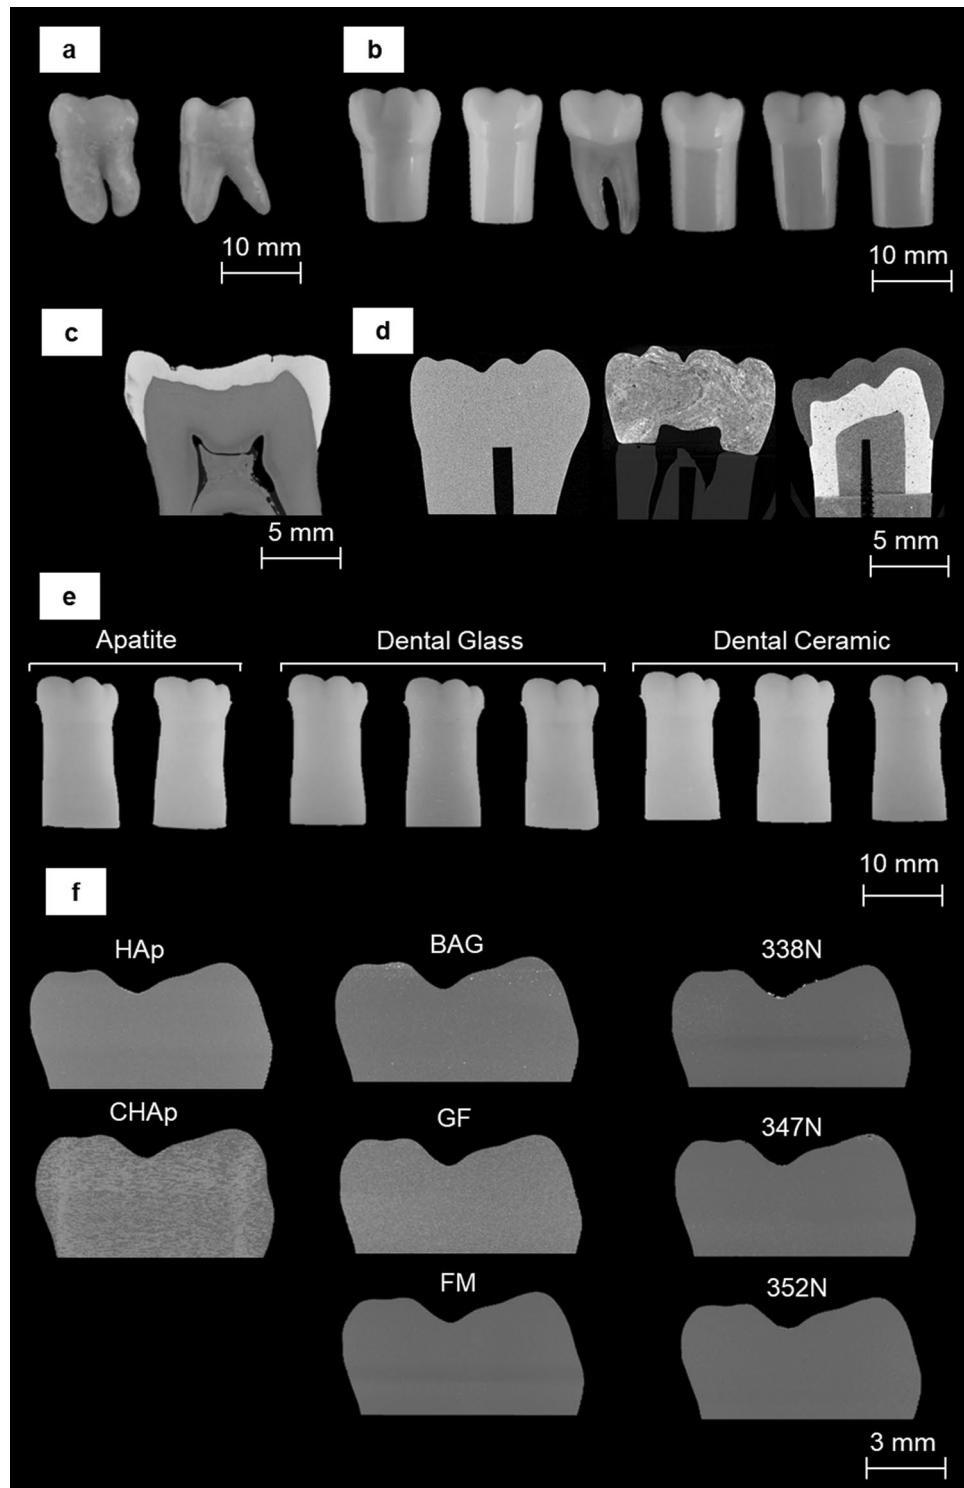 a
b
10 mm
10 mm
c
d
5 mm
5 mm
e
Apatite
Dental Glass
Dental Ceramic
10 mm
f
HAp
BAG
338N
CHAp
GF
347N
FM
352N
3 mm